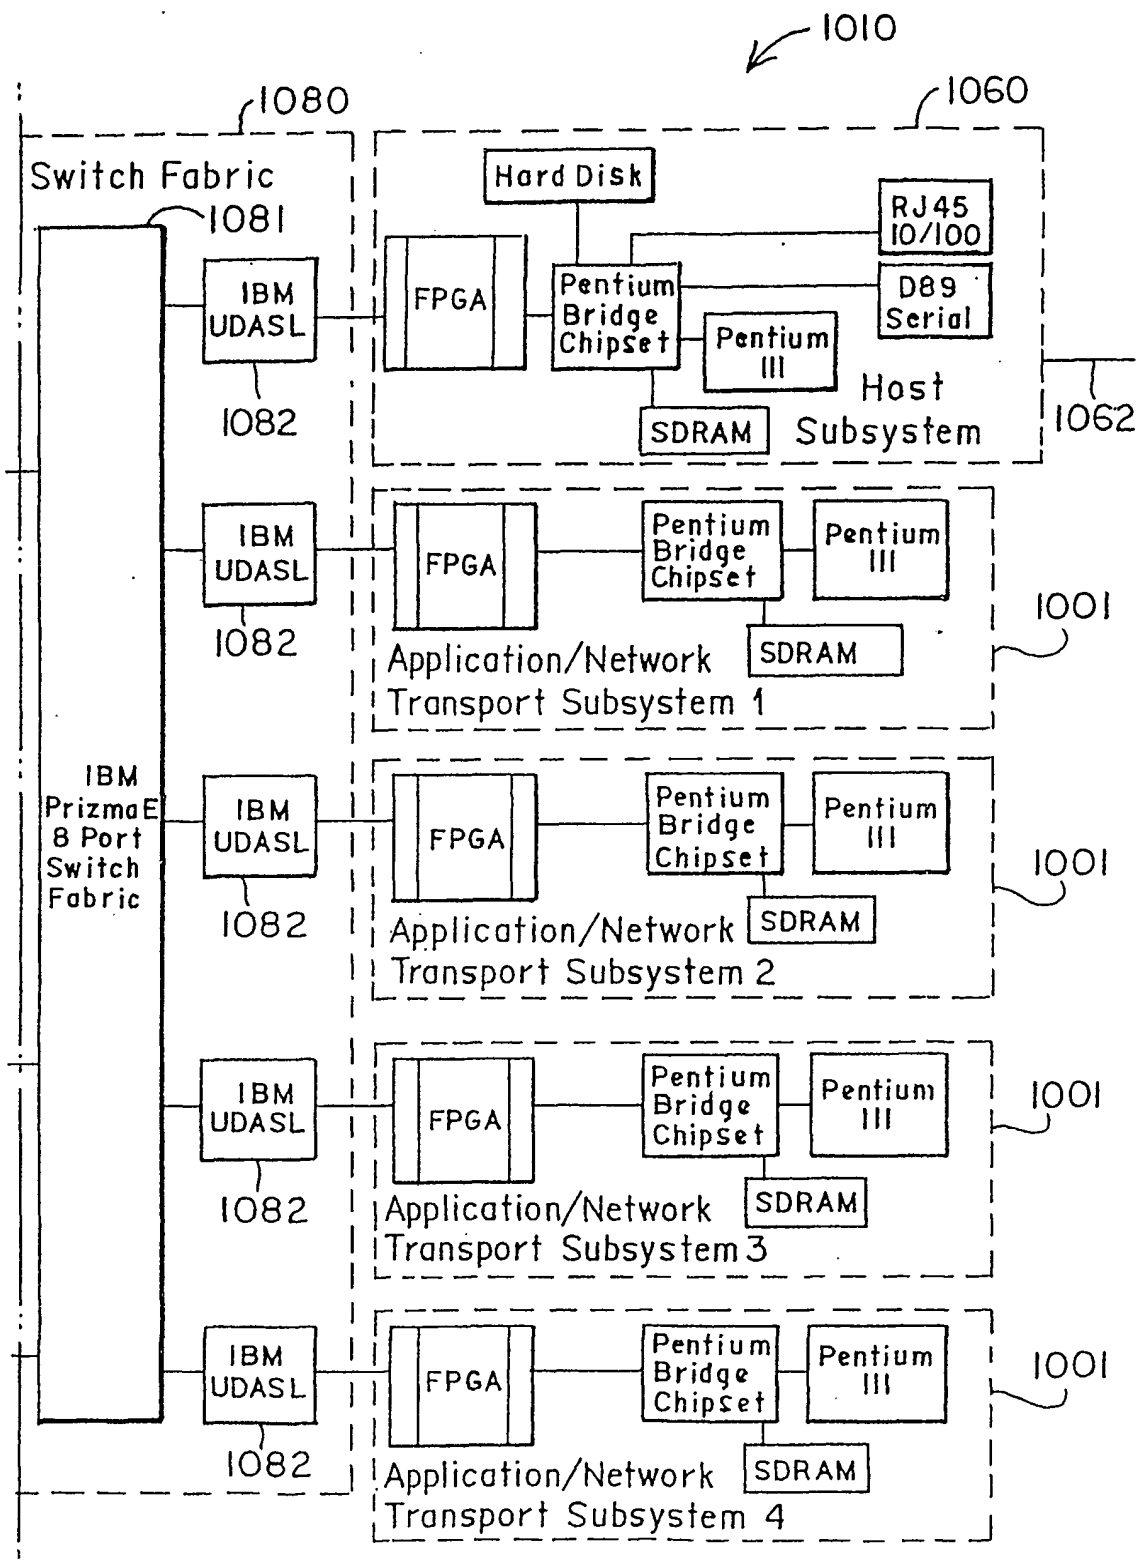 1010
1080
1060
Switch Fabric
1081
Hard Disk
RJ45
10/100
IBM
UDASL
FPGA
Pentium
Bridge
Chipset
D89
Serial
Pentium
III
1082
SDRAM
Host
Subsystem
1062
IBM
UDASL
FPGA
Pentium
Bridge
Chipset
Pentium
III
1082
1001
SDRAM
Application/Network
Transport Subsystem 1
IBM
PrizmaE
8 Port
Switch
Fabric
IBM
UDASL
FPGA
Pentium
Bridge
Chipset
Pentium
III
1001
1082
SDRAM
Application/Network
Transport Subsystem 2
IBM
UDASL
FPGA
Pentium
Bridge
Chipset
Pentium
III
1001
1082
SDRAM
Application/Network
Transport Subsystem 3
IBM
UDASL
FPGA
Pentium
Bridge
Chipset
Pentium
III
1001
1082
SDRAM
Application/Network
Transport Subsystem 4